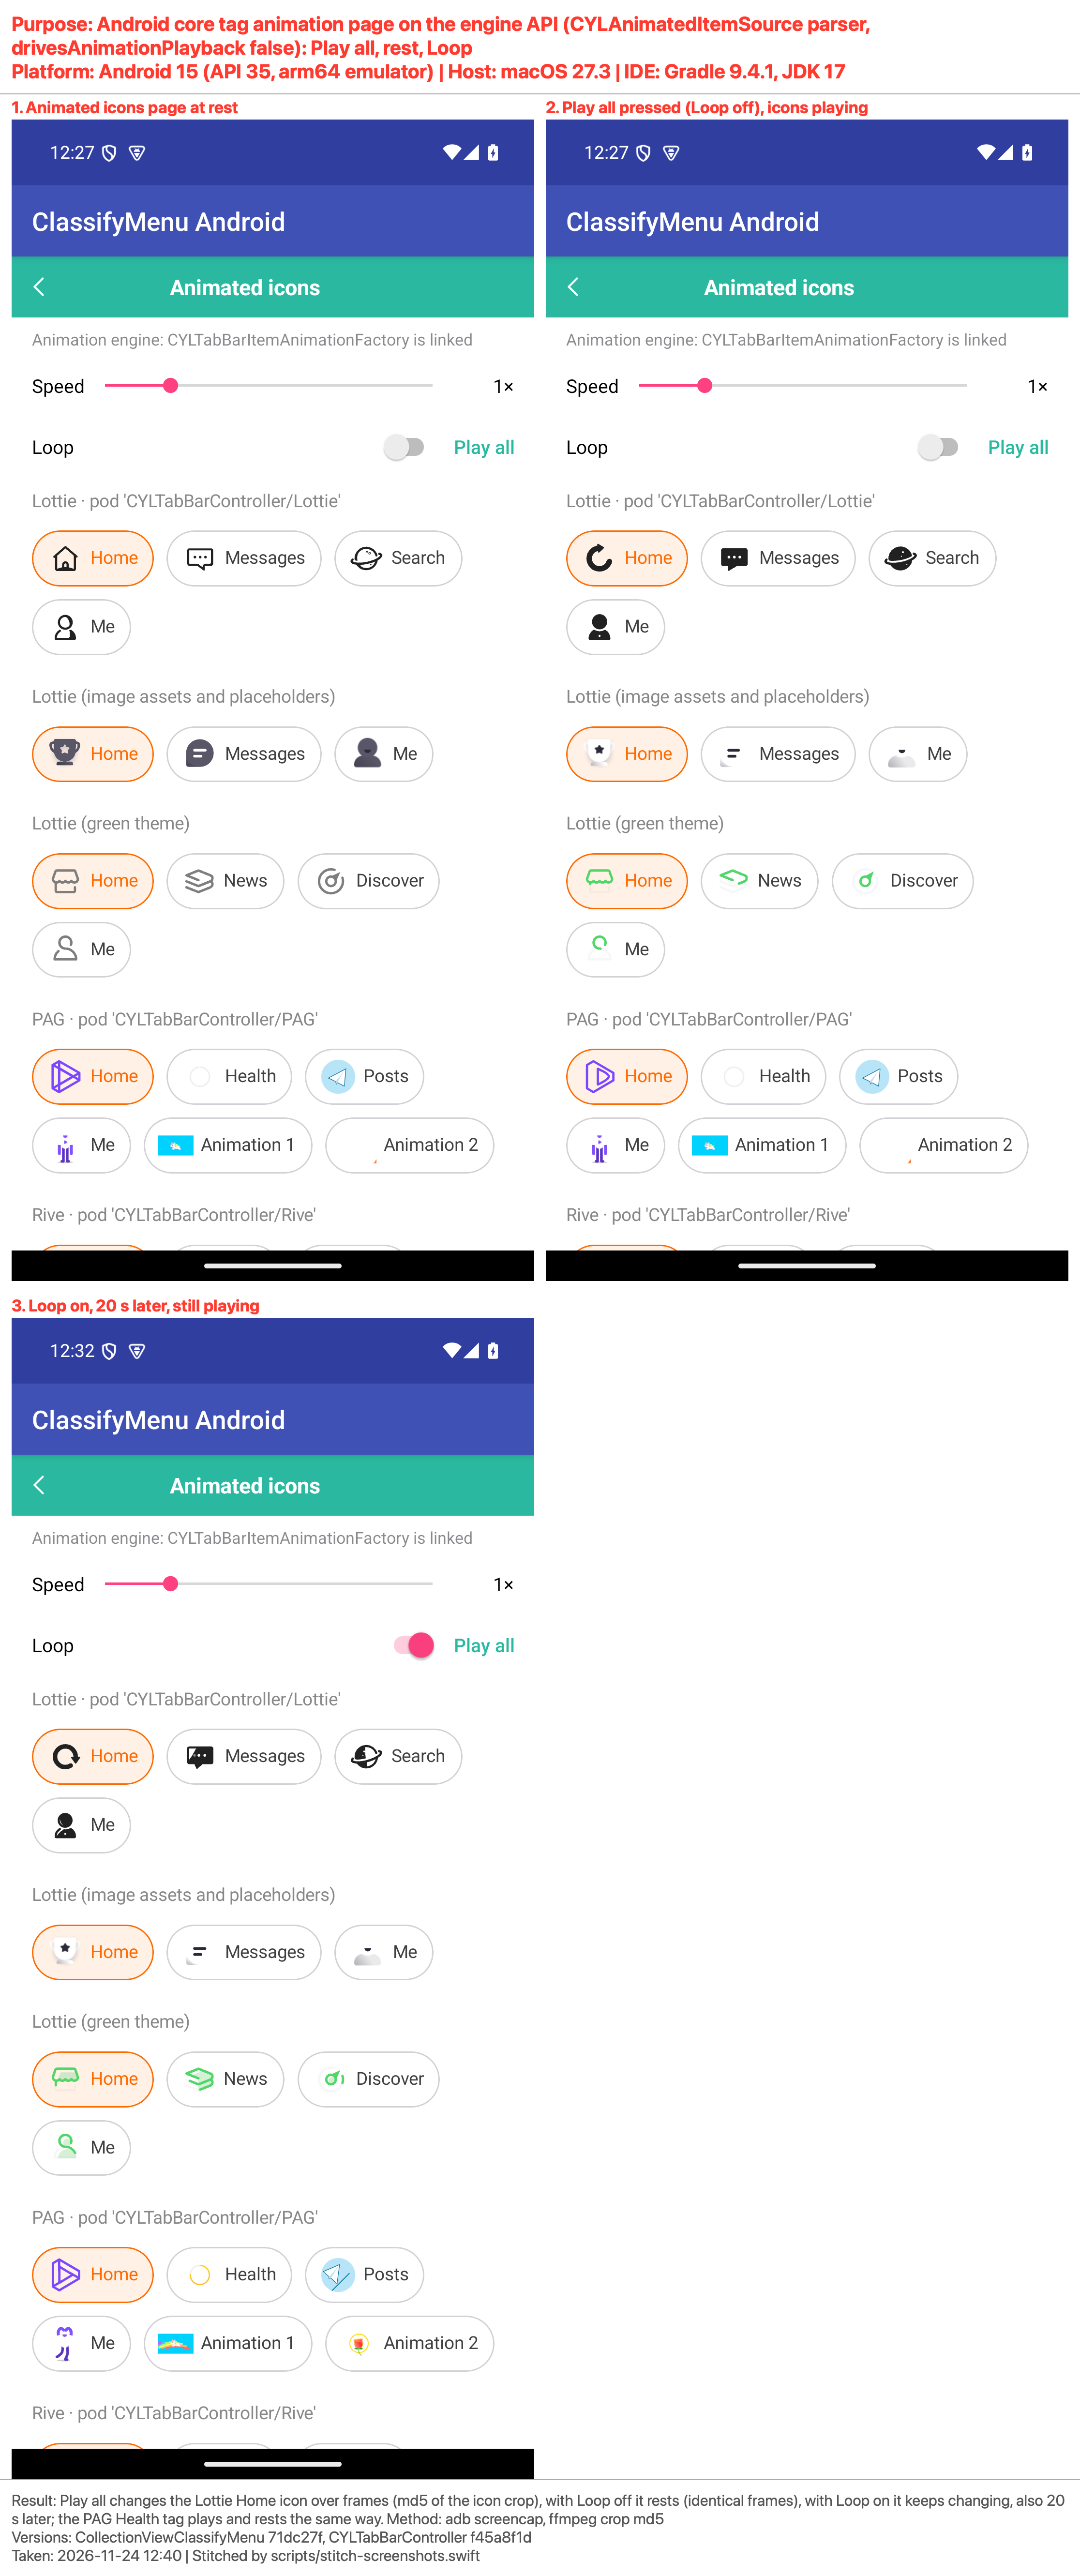 Purpose: Android core tag animation page on the engine API (CYLAnimatedItemSource parser,
drivesAnimationPlayback false): Play all, rest, Loop
Platform: Android 15 (API 35, arm64 emulator) | Host: macOS 27.3 | IDE: Gradle 9.4.1, JDK 17
1. Animated icons page at rest
12:27
ClassifyMenu Android
Animated icons
Animation engine: CYLTabBarItemAnimationFactory is linked
Speed 1×
Loop Play all
Lottie · pod 'CYLTabBarController/Lottie'
Home Messages Search
Me
Lottie (image assets and placeholders)
Home Messages Me
Lottie (green theme)
Home News Discover
Me
PAG · pod 'CYLTabBarController/PAG'
Home Health Posts
Me Animation 1 Animation 2
Rive · pod 'CYLTabBarController/Rive'
2. Play all pressed (Loop off), icons playing
12:27
ClassifyMenu Android
Animated icons
Animation engine: CYLTabBarItemAnimationFactory is linked
Speed 1×
Loop Play all
Lottie · pod 'CYLTabBarController/Lottie'
Home Messages Search
Me
Lottie (image assets and placeholders)
Home Messages Me
Lottie (green theme)
Home News Discover
Me
PAG · pod 'CYLTabBarController/PAG'
Home Health Posts
Me Animation 1 Animation 2
Rive · pod 'CYLTabBarController/Rive'
3. Loop on, 20 s later, still playing
12:32
ClassifyMenu Android
Animated icons
Animation engine: CYLTabBarItemAnimationFactory is linked
Speed 1×
Loop Play all
Lottie · pod 'CYLTabBarController/Lottie'
Home Messages Search
Me
Lottie (image assets and placeholders)
Home Messages Me
Lottie (green theme)
Home News Discover
Me
PAG · pod 'CYLTabBarController/PAG'
Home Health Posts
Me Animation 1 Animation 2
Rive · pod 'CYLTabBarController/Rive'
Result: Play all changes the Lottie Home icon over frames (md5 of the icon crop), with Loop off it rests (identical frames), with Loop on it keeps changing, also 20
s later; the PAG Health tag plays and rests the same way. Method: adb screencap, ffmpeg crop md5
Versions: CollectionViewClassifyMenu 71dc27f, CYLTabBarController f45a8f1d
Taken: 2026-11-24 12:40 | Stitched by scripts/stitch-screenshots.swift